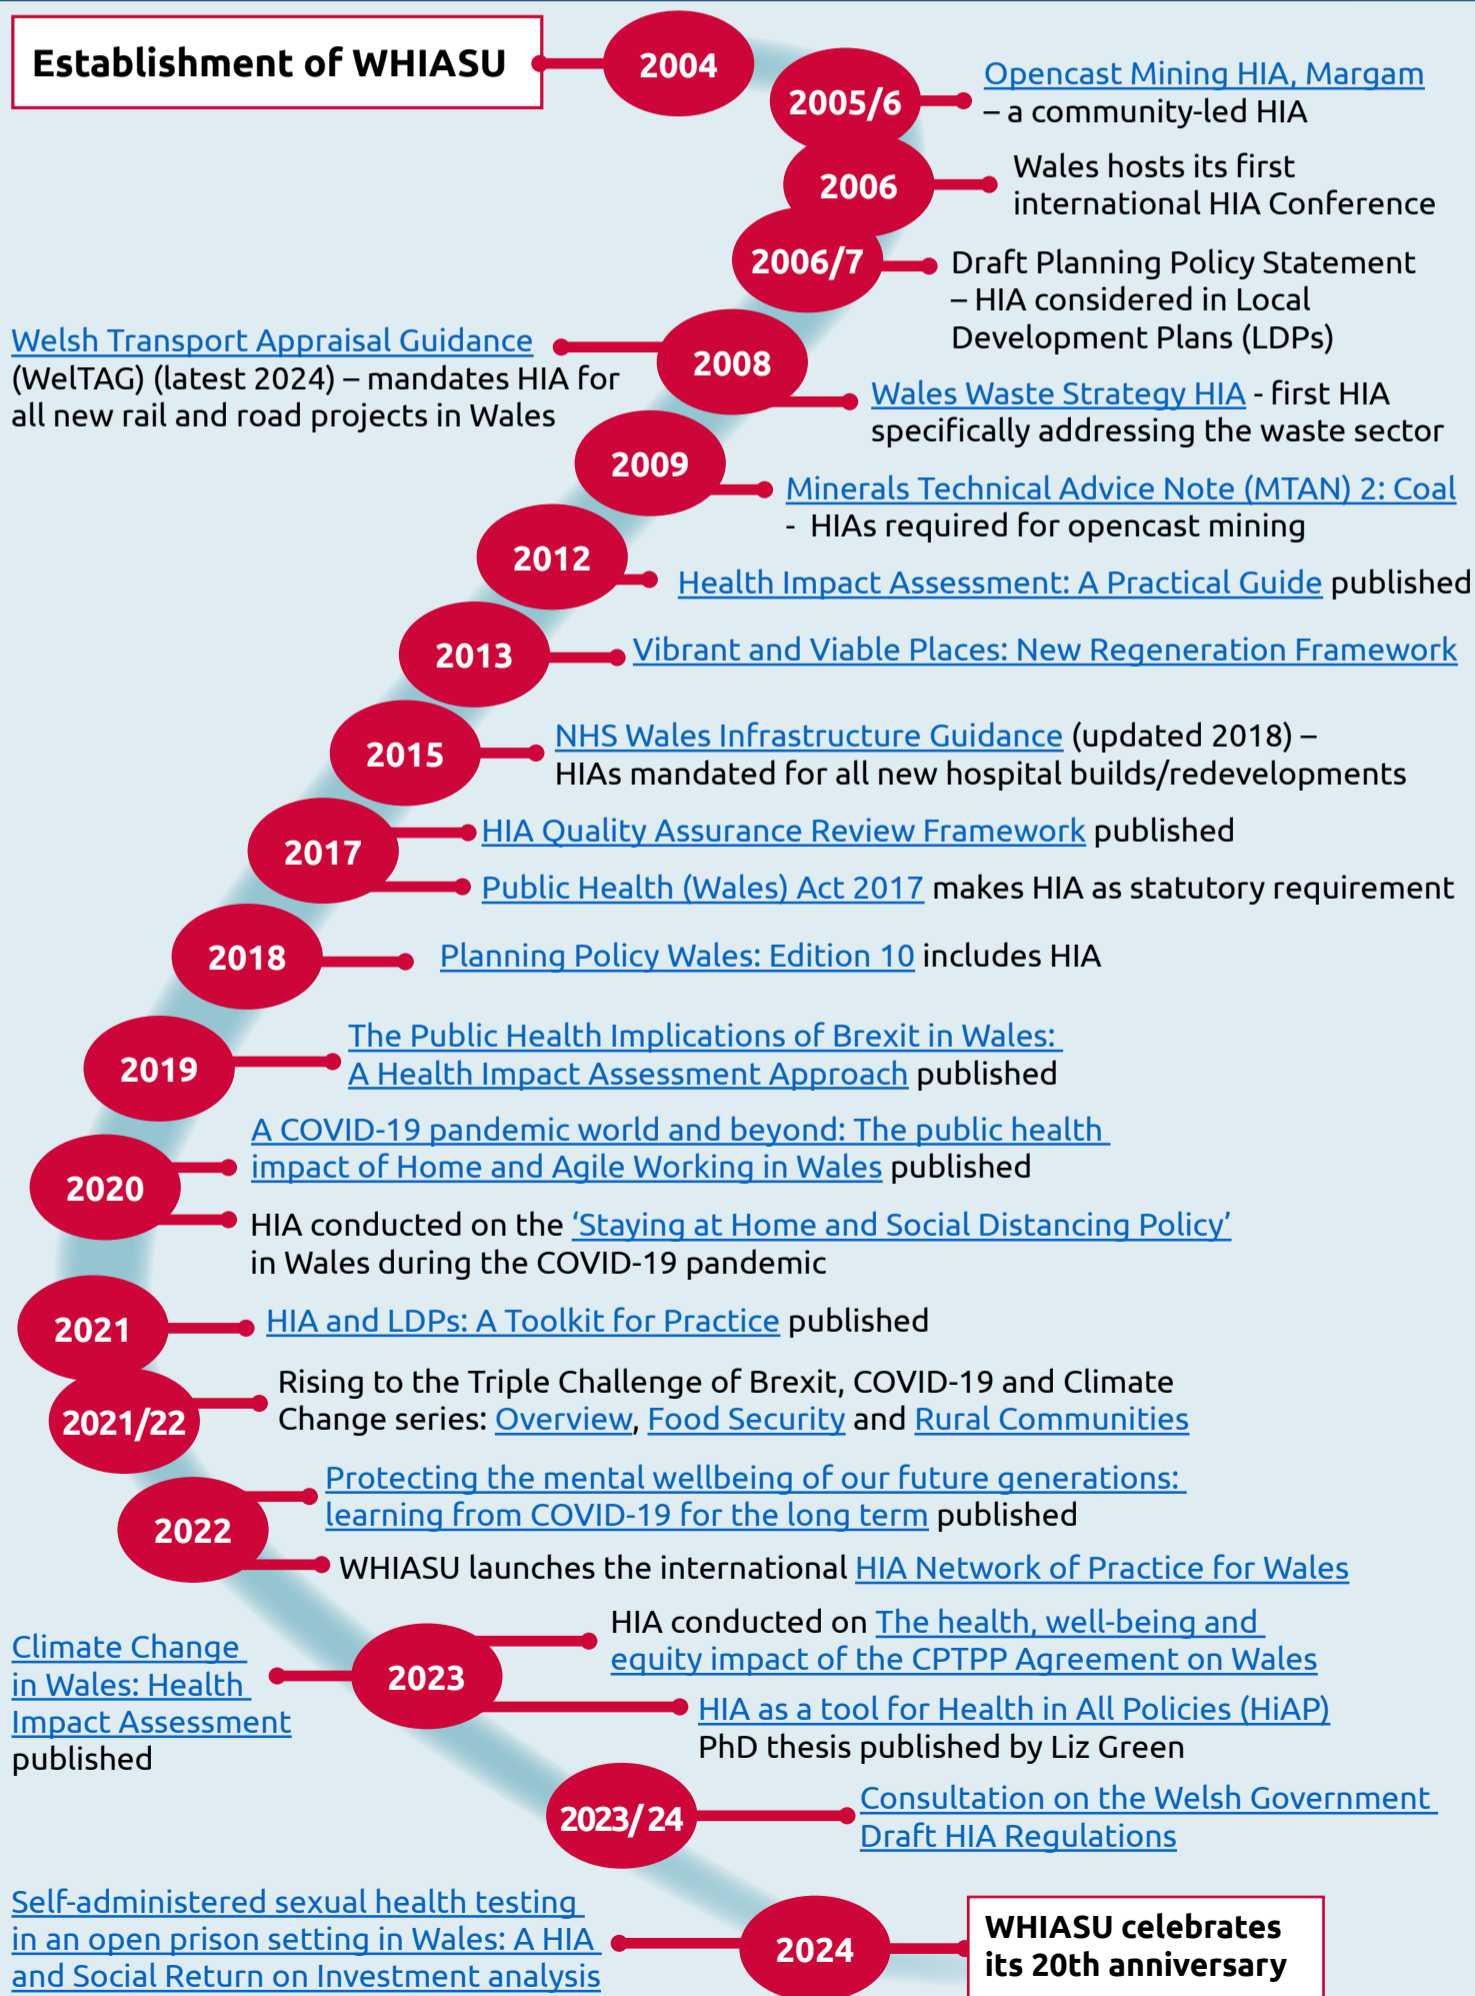 Establishment of WHIASU
2004
2005/6
Opencast Mining HIA, Margam
– a community-led HIA
2006
Wales hosts its first
international HIA Conference
2006/7
Draft Planning Policy Statement
– HIA considered in Local
Development Plans (LDPs)
Welsh Transport Appraisal Guidance
(WelTAG) (latest 2024) – mandates HIA for
all new rail and road projects in Wales
2008
Wales Waste Strategy HIA - first HIA
specifically addressing the waste sector
2009
Minerals Technical Advice Note (MTAN) 2: Coal
- HIAs required for opencast mining
2012
Health Impact Assessment: A Practical Guide published
2013
Vibrant and Viable Places: New Regeneration Framework
2015
NHS Wales Infrastructure Guidance (updated 2018) –
HIAs mandated for all new hospital builds/redevelopments
2017
HIA Quality Assurance Review Framework published
Public Health (Wales) Act 2017 makes HIA as statutory requirement
2018
Planning Policy Wales: Edition 10 includes HIA
2019
The Public Health Implications of Brexit in Wales:
A Health Impact Assessment Approach published
2020
A COVID-19 pandemic world and beyond: The public health
impact of Home and Agile Working in Wales published
HIA conducted on the ‘Staying at Home and Social Distancing Policy’
in Wales during the COVID-19 pandemic
2021
HIA and LDPs: A Toolkit for Practice published
2021/22
Rising to the Triple Challenge of Brexit, COVID-19 and Climate
Change series: Overview, Food Security and Rural Communities
2022
Protecting the mental wellbeing of our future generations:
learning from COVID-19 for the long term published
WHIASU launches the international HIA Network of Practice for Wales
2023
HIA conducted on The health, well-being and
equity impact of the CPTPP Agreement on Wales
Climate Change
in Wales: Health
Impact Assessment
published
HIA as a tool for Health in All Policies (HiAP)
PhD thesis published by Liz Green
2023/24
Consultation on the Welsh Government
Draft HIA Regulations
Self-administered sexual health testing
in an open prison setting in Wales: A HIA
and Social Return on Investment analysis
2024
WHIASU celebrates
its 20th anniversary